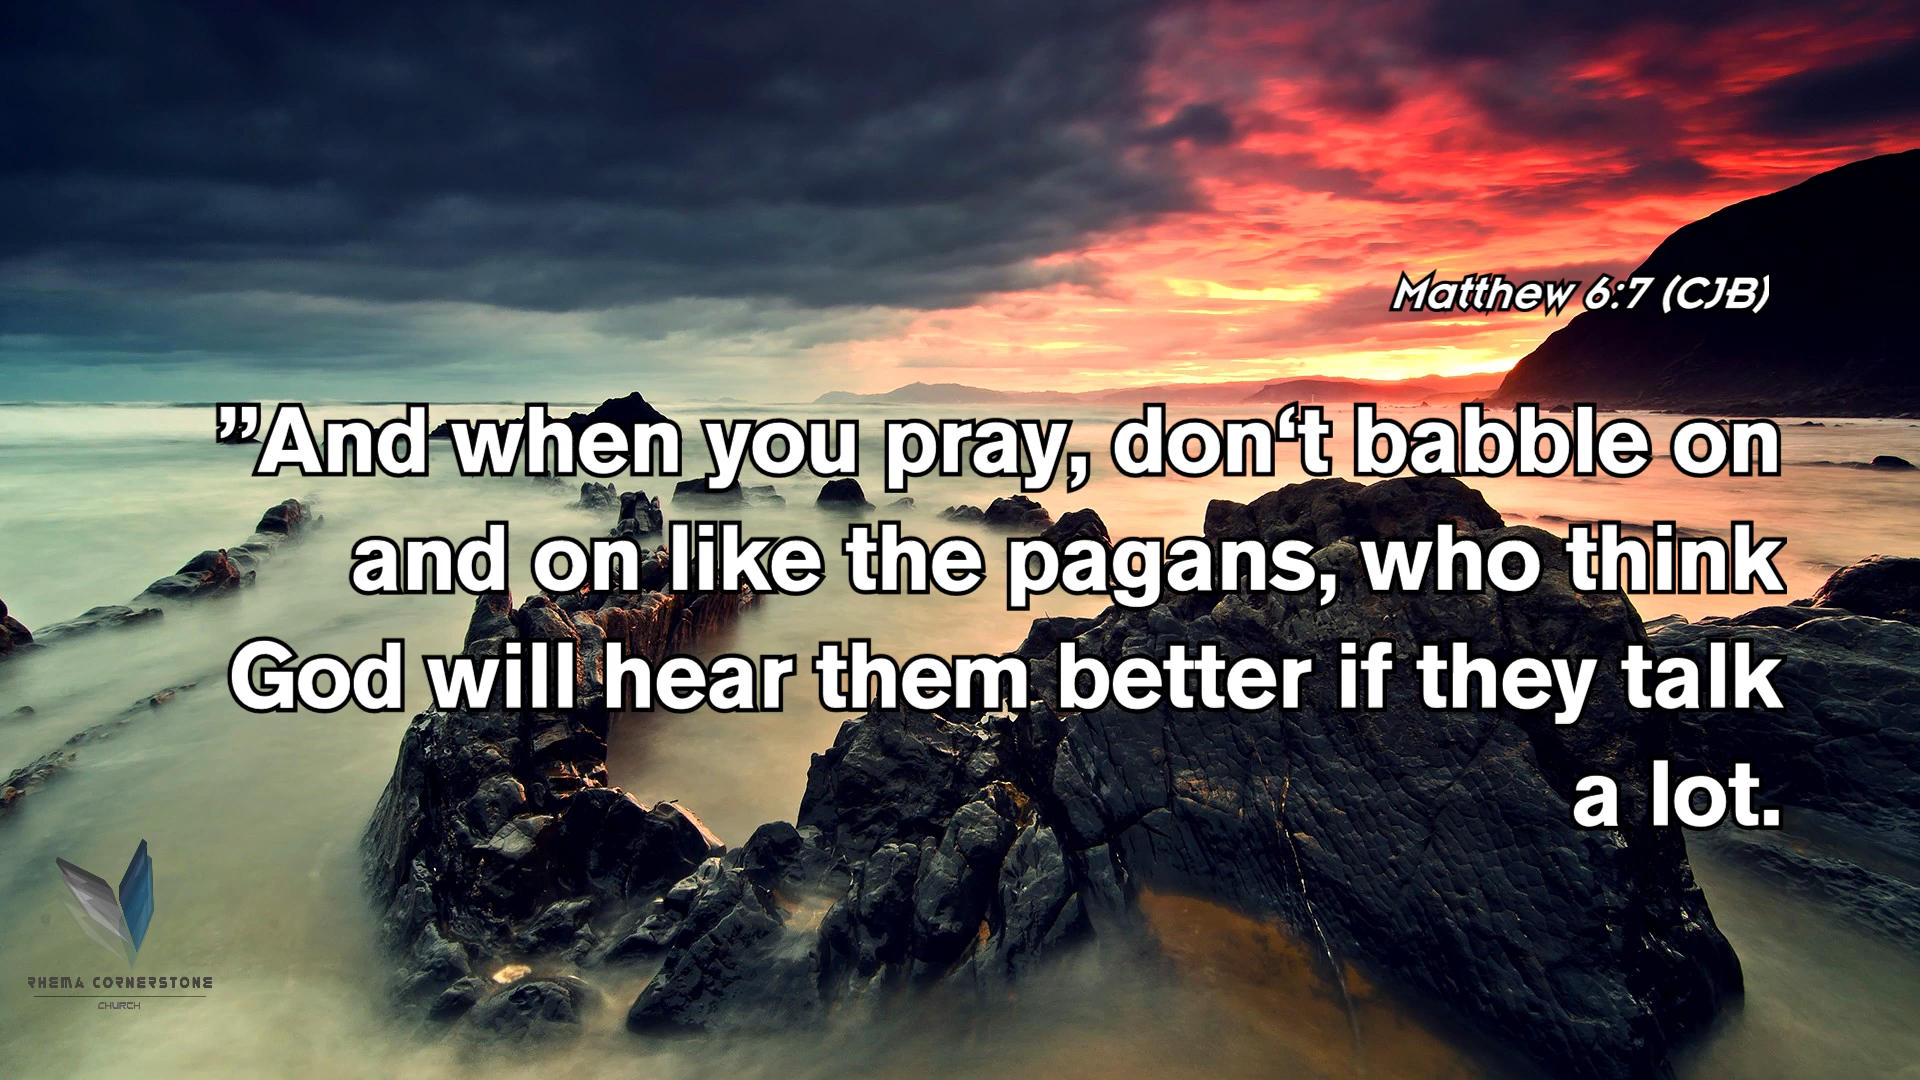 Matthew 6:7 (CJB)
”And when you pray, don‘t babble on
and on like the pagans, who think
God will hear them better if they talk
a lot.
RHEMA CORNERSTONE
CHURCH